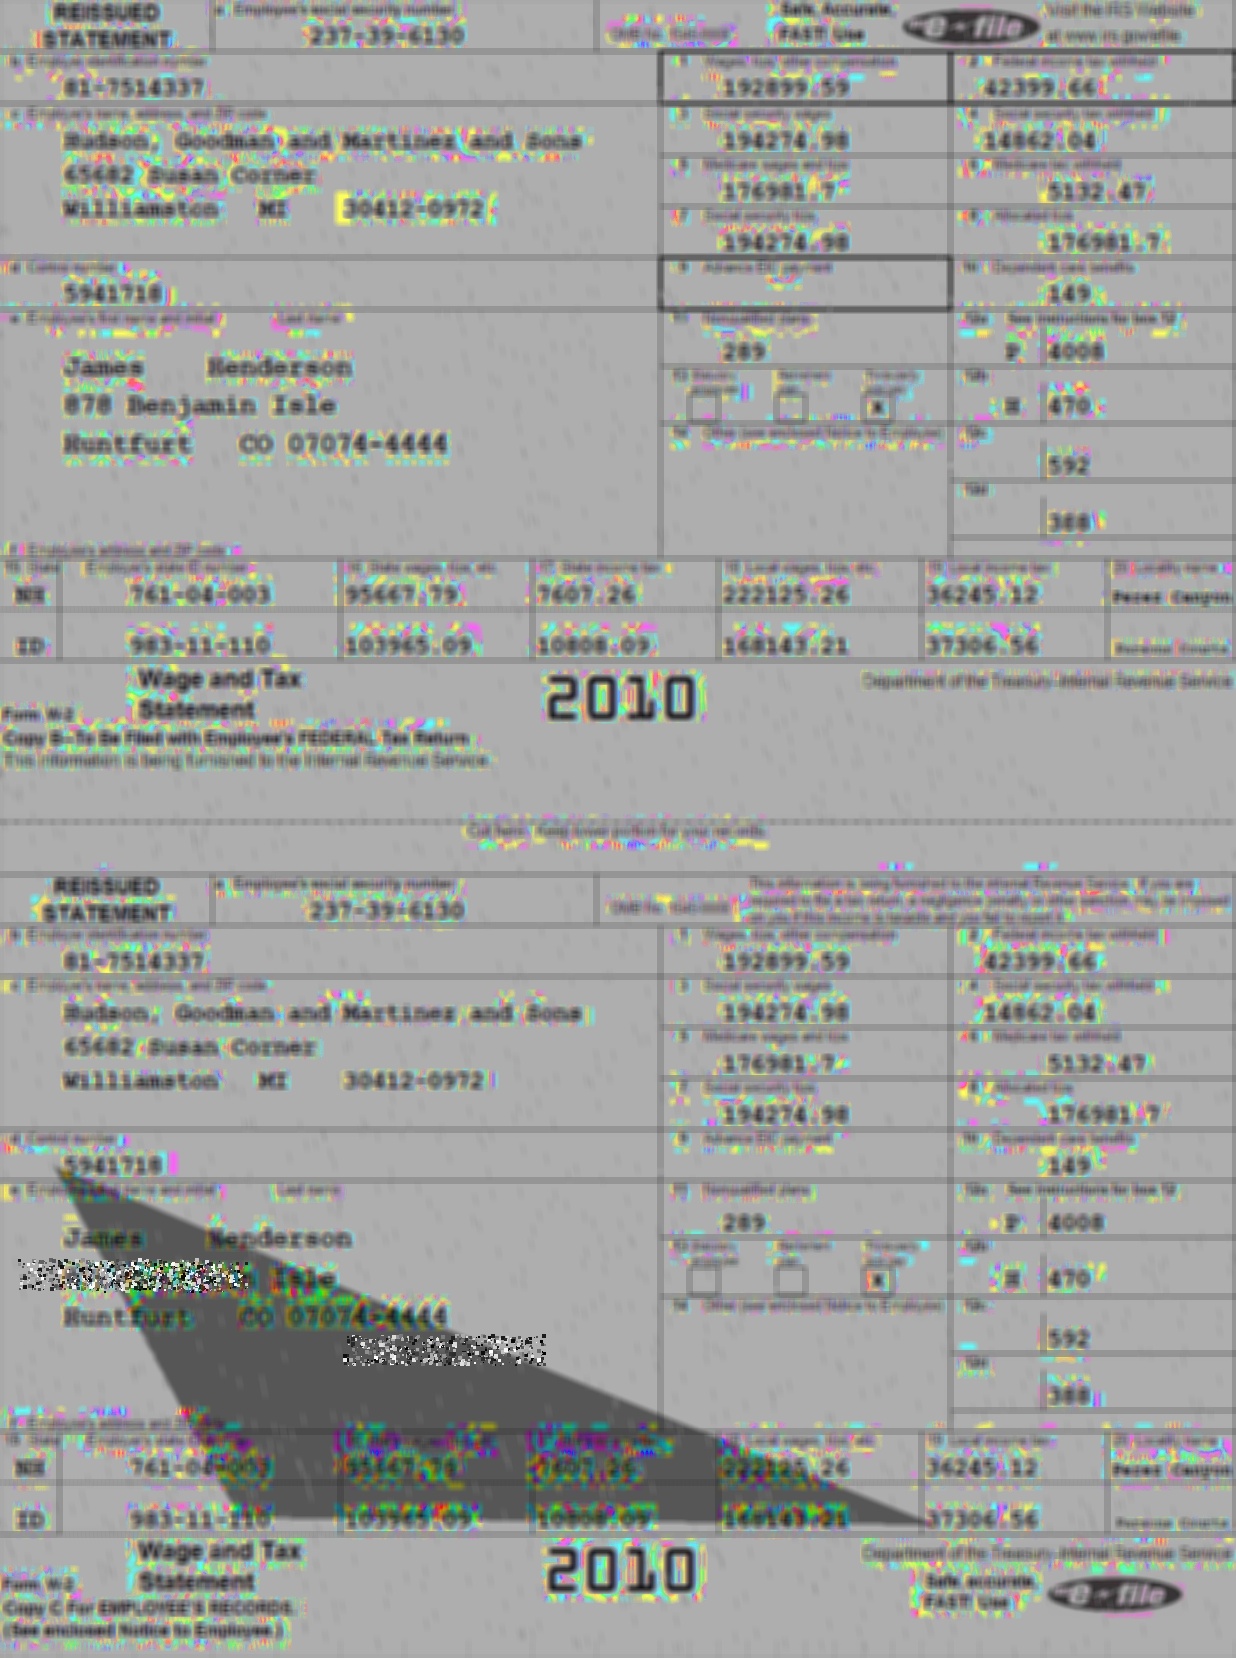 REISSUED STATEMENT
a Employee's social security number
237-39-6130
OMB No. 1545-0008
Safe, Accurate, FAST! Use
e-file
Visit the IRS Website at www.irs.gov/efile
b Employer identification number
81-7514337
1 Wages, tips, other compensation
192899.59
2 Federal income tax withheld
42399.66
c Employer's name, address, and ZIP code
Hudson, Goodman and Martinez and Sons
65682 Susan Corner
Williamston MI 30412-0972
3 Social security wages
194274.98
4 Social security tax withheld
14862.04
5 Medicare wages and tips
176981.7
6 Medicare tax withheld
5132.47
7 Social security tips
194274.98
8 Allocated tips
176981.7
d Control number
5941718
9 Advance EIC payment
10 Dependent care benefits
149
e Employee's first name and initial Last name
James Henderson
878 Benjamin Isle
Huntfurt CO 07074-4444
11 Nonqualified plans
289
12a See instructions for box 12
P 4008
13 Statutory employee Retirement plan Third-party sick pay
X
12b
H 470
14 Other (see enclosed Notice to Employee)
12c
592
12d
388
f Employee's address and ZIP code
15 State Employer's state ID number 16 State wages, tips, etc. 17 State income tax 18 Local wages, tips, etc. 19 Local income tax 20 Locality name
761-04-003 95667.79 7607.26 222125.26 36245.12 Perez Canyon
ID 983-11-110 103965.09 10808.09 168143.21 37306.56
Form W-2
Wage and Tax Statement
2010
Department of the Treasury-Internal Revenue Service
Copy B-To Be Filed with Employee's FEDERAL Tax Return
This information is being furnished to the Internal Revenue Service.
Cut here. Keep lower portion for your records.
REISSUED STATEMENT
a Employee's social security number
237-39-6130
OMB No. 1545-0008
This information is being furnished to the Internal Revenue Service. If you are
required to file a tax return, a negligence penalty or other sanction may be imposed
on you if this income is taxable and you fail to report it.
b Employer identification number
81-7514337
1 Wages, tips, other compensation
192899.59
2 Federal income tax withheld
42399.66
c Employer's name, address, and ZIP code
Hudson, Goodman and Martinez and Sons
65682 Susan Corner
Williamston MI 30412-0972
3 Social security wages
194274.98
4 Social security tax withheld
14862.04
5 Medicare wages and tips
176981.7
6 Medicare tax withheld
5132.47
7 Social security tips
194274.98
8 Allocated tips
176981.7
d Control number
5941718
9 Advance EIC payment
10 Dependent care benefits
149
e Employee's first name and initial Last name
James Henderson
Isle
Huntfurt CO 07074-4444
11 Nonqualified plans
289
12a See instructions for box 12
P 4008
13 Statutory employee Retirement plan Third-party sick pay
X
12b
H 470
14 Other (see enclosed Notice to Employee)
12c
592
12d
388
f Employee's address and ZIP code
15 State Employer's state ID number 18 Local wages, tips, etc. 19 Local income tax 20 Locality name
761-04-003 95667.79 7607.26 222125.26 36245.12 Perez Canyon
ID 983-11-110 103965.09 10808.09 168143.21 37306.56
Form W-2
Wage and Tax Statement
2010
Department of the Treasury-Internal Revenue Service
Copy C For EMPLOYEE'S RECORDS.
(See enclosed Notice to Employee.)
Safe, accurate, FAST! Use
e-file